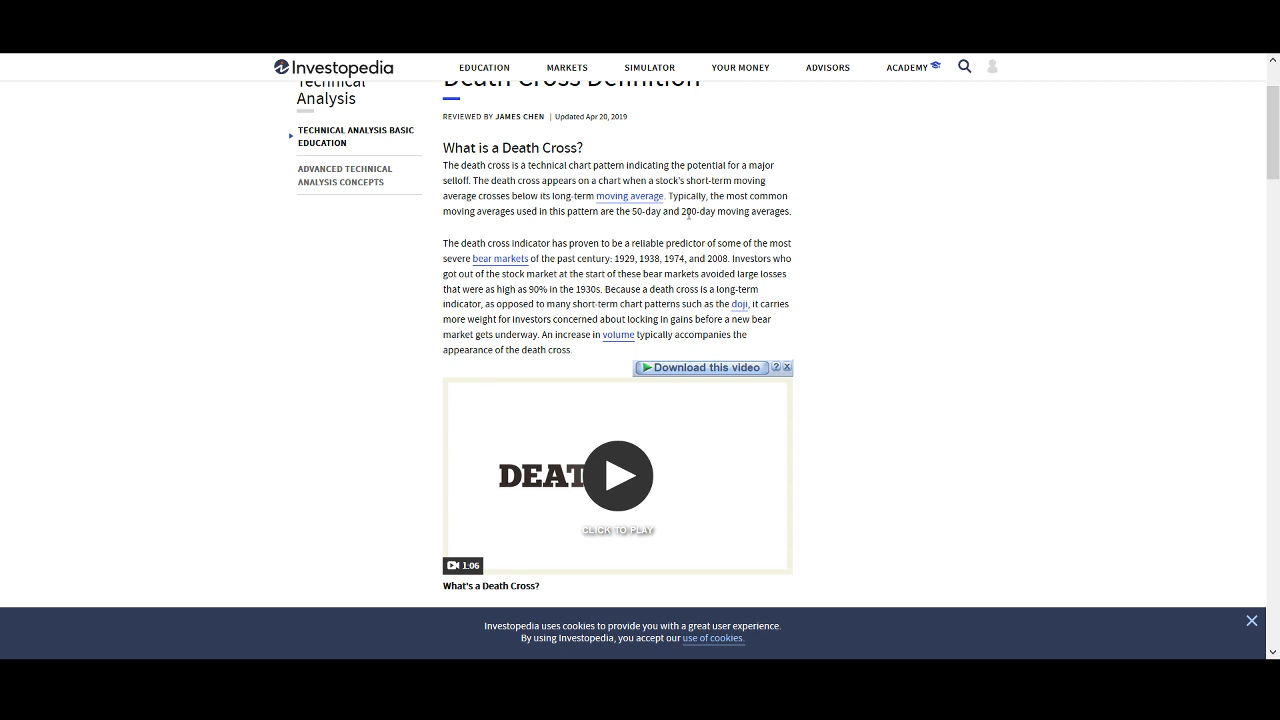 Investopedia
EDUCATION MARKETS SIMULATOR YOUR MONEY ADVISORS ACADEMY
Technical
Analysis
TECHNICAL ANALYSIS BASIC
EDUCATION
ADVANCED TECHNICAL
ANALYSIS CONCEPTS
Death Cross Definition
REVIEWED BY JAMES CHEN | Updated Apr 20, 2019
What is a Death Cross?
The death cross is a technical chart pattern indicating the potential for a major
selloff. The death cross appears on a chart when a stock's short-term moving
average crosses below its long-term moving average. Typically, the most common
moving averages used in this pattern are the 50-day and 200-day moving averages.
The death cross indicator has proven to be a reliable predictor of some of the most
severe bear markets of the past century: 1929, 1938, 1974, and 2008. Investors who
got out of the stock market at the start of these bear markets avoided large losses
that were as high as 90% in the 1930s. Because a death cross is a long-term
indicator, as opposed to many short-term chart patterns such as the doji, it carries
more weight for investors concerned about locking in gains before a new bear
market gets underway. An increase in volume typically accompanies the
appearance of the death cross.
Download this video ? X
DEAT
CLICK TO PLAY
1:06
What's a Death Cross?
Investopedia uses cookies to provide you with a great user experience.
By using Investopedia, you accept our use of cookies.